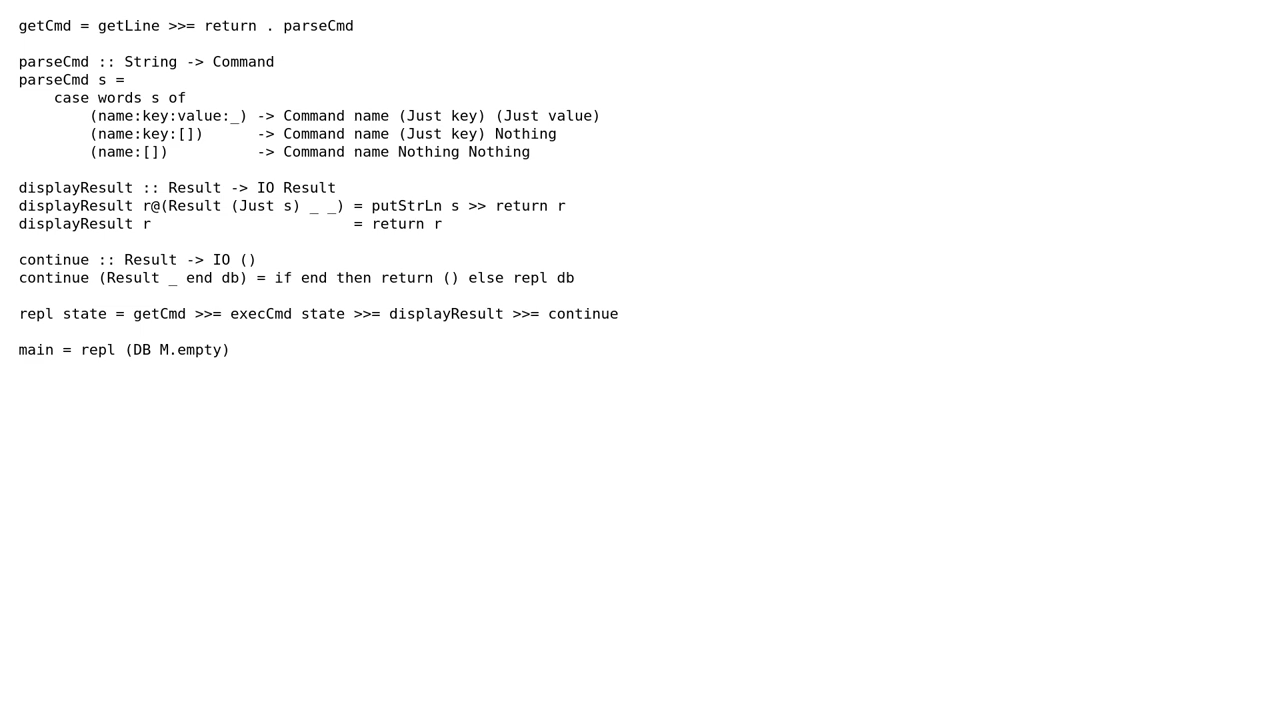 getCmd = getLine >>= return . parseCmd

parseCmd :: String -> Command
parseCmd s =
    case words s of
        (name:key:value:_) -> Command name (Just key) (Just value)
        (name:key:[])      -> Command name (Just key) Nothing
        (name:[])          -> Command name Nothing Nothing

displayResult :: Result -> IO Result
displayResult r@(Result (Just s) _ _) = putStrLn s >> return r
displayResult r                       = return r

continue :: Result -> IO ()
continue (Result _ end db) = if end then return () else repl db

repl state = getCmd >>= execCmd state >>= displayResult >>= continue

main = repl (DB M.empty)